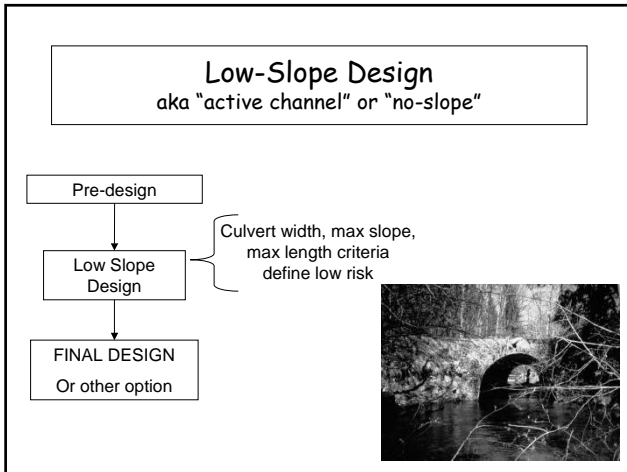 Low-Slope Design
aka “active channel” or “no-slope”
Pre-design
Culvert width, max slope,
max length criteria
define low risk
Low Slope
Design
FINAL DESIGN
Or other option